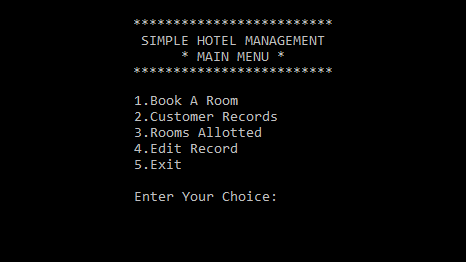 *************************
SIMPLE HOTEL MANAGEMENT
* MAIN MENU *
*************************
1.Book A Room
2.Customer Records
3.Rooms Allotted
4.Edit Record
5.Exit
Enter Your Choice: